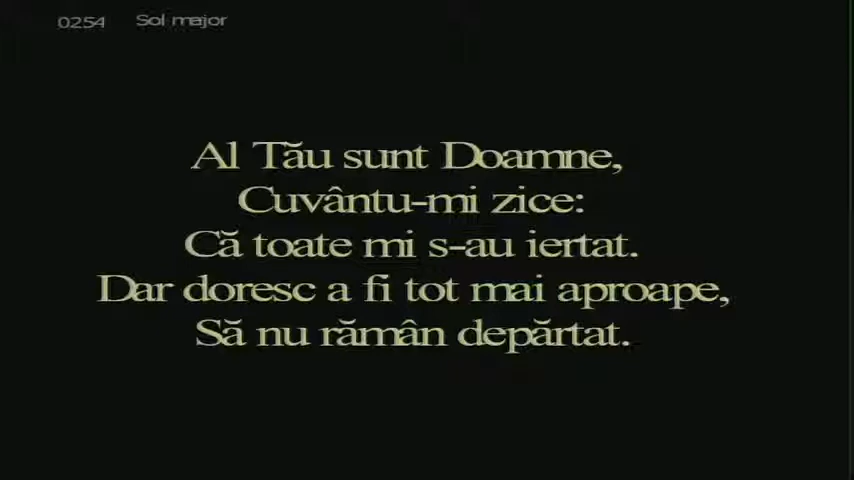 0254 Sol major
Al Tău sunt Doamne,
Cuvântu-mi zice:
Că toate mi s-au iertat.
Dar doresc a fi tot mai aproape,
Să nu rămân depărtat.